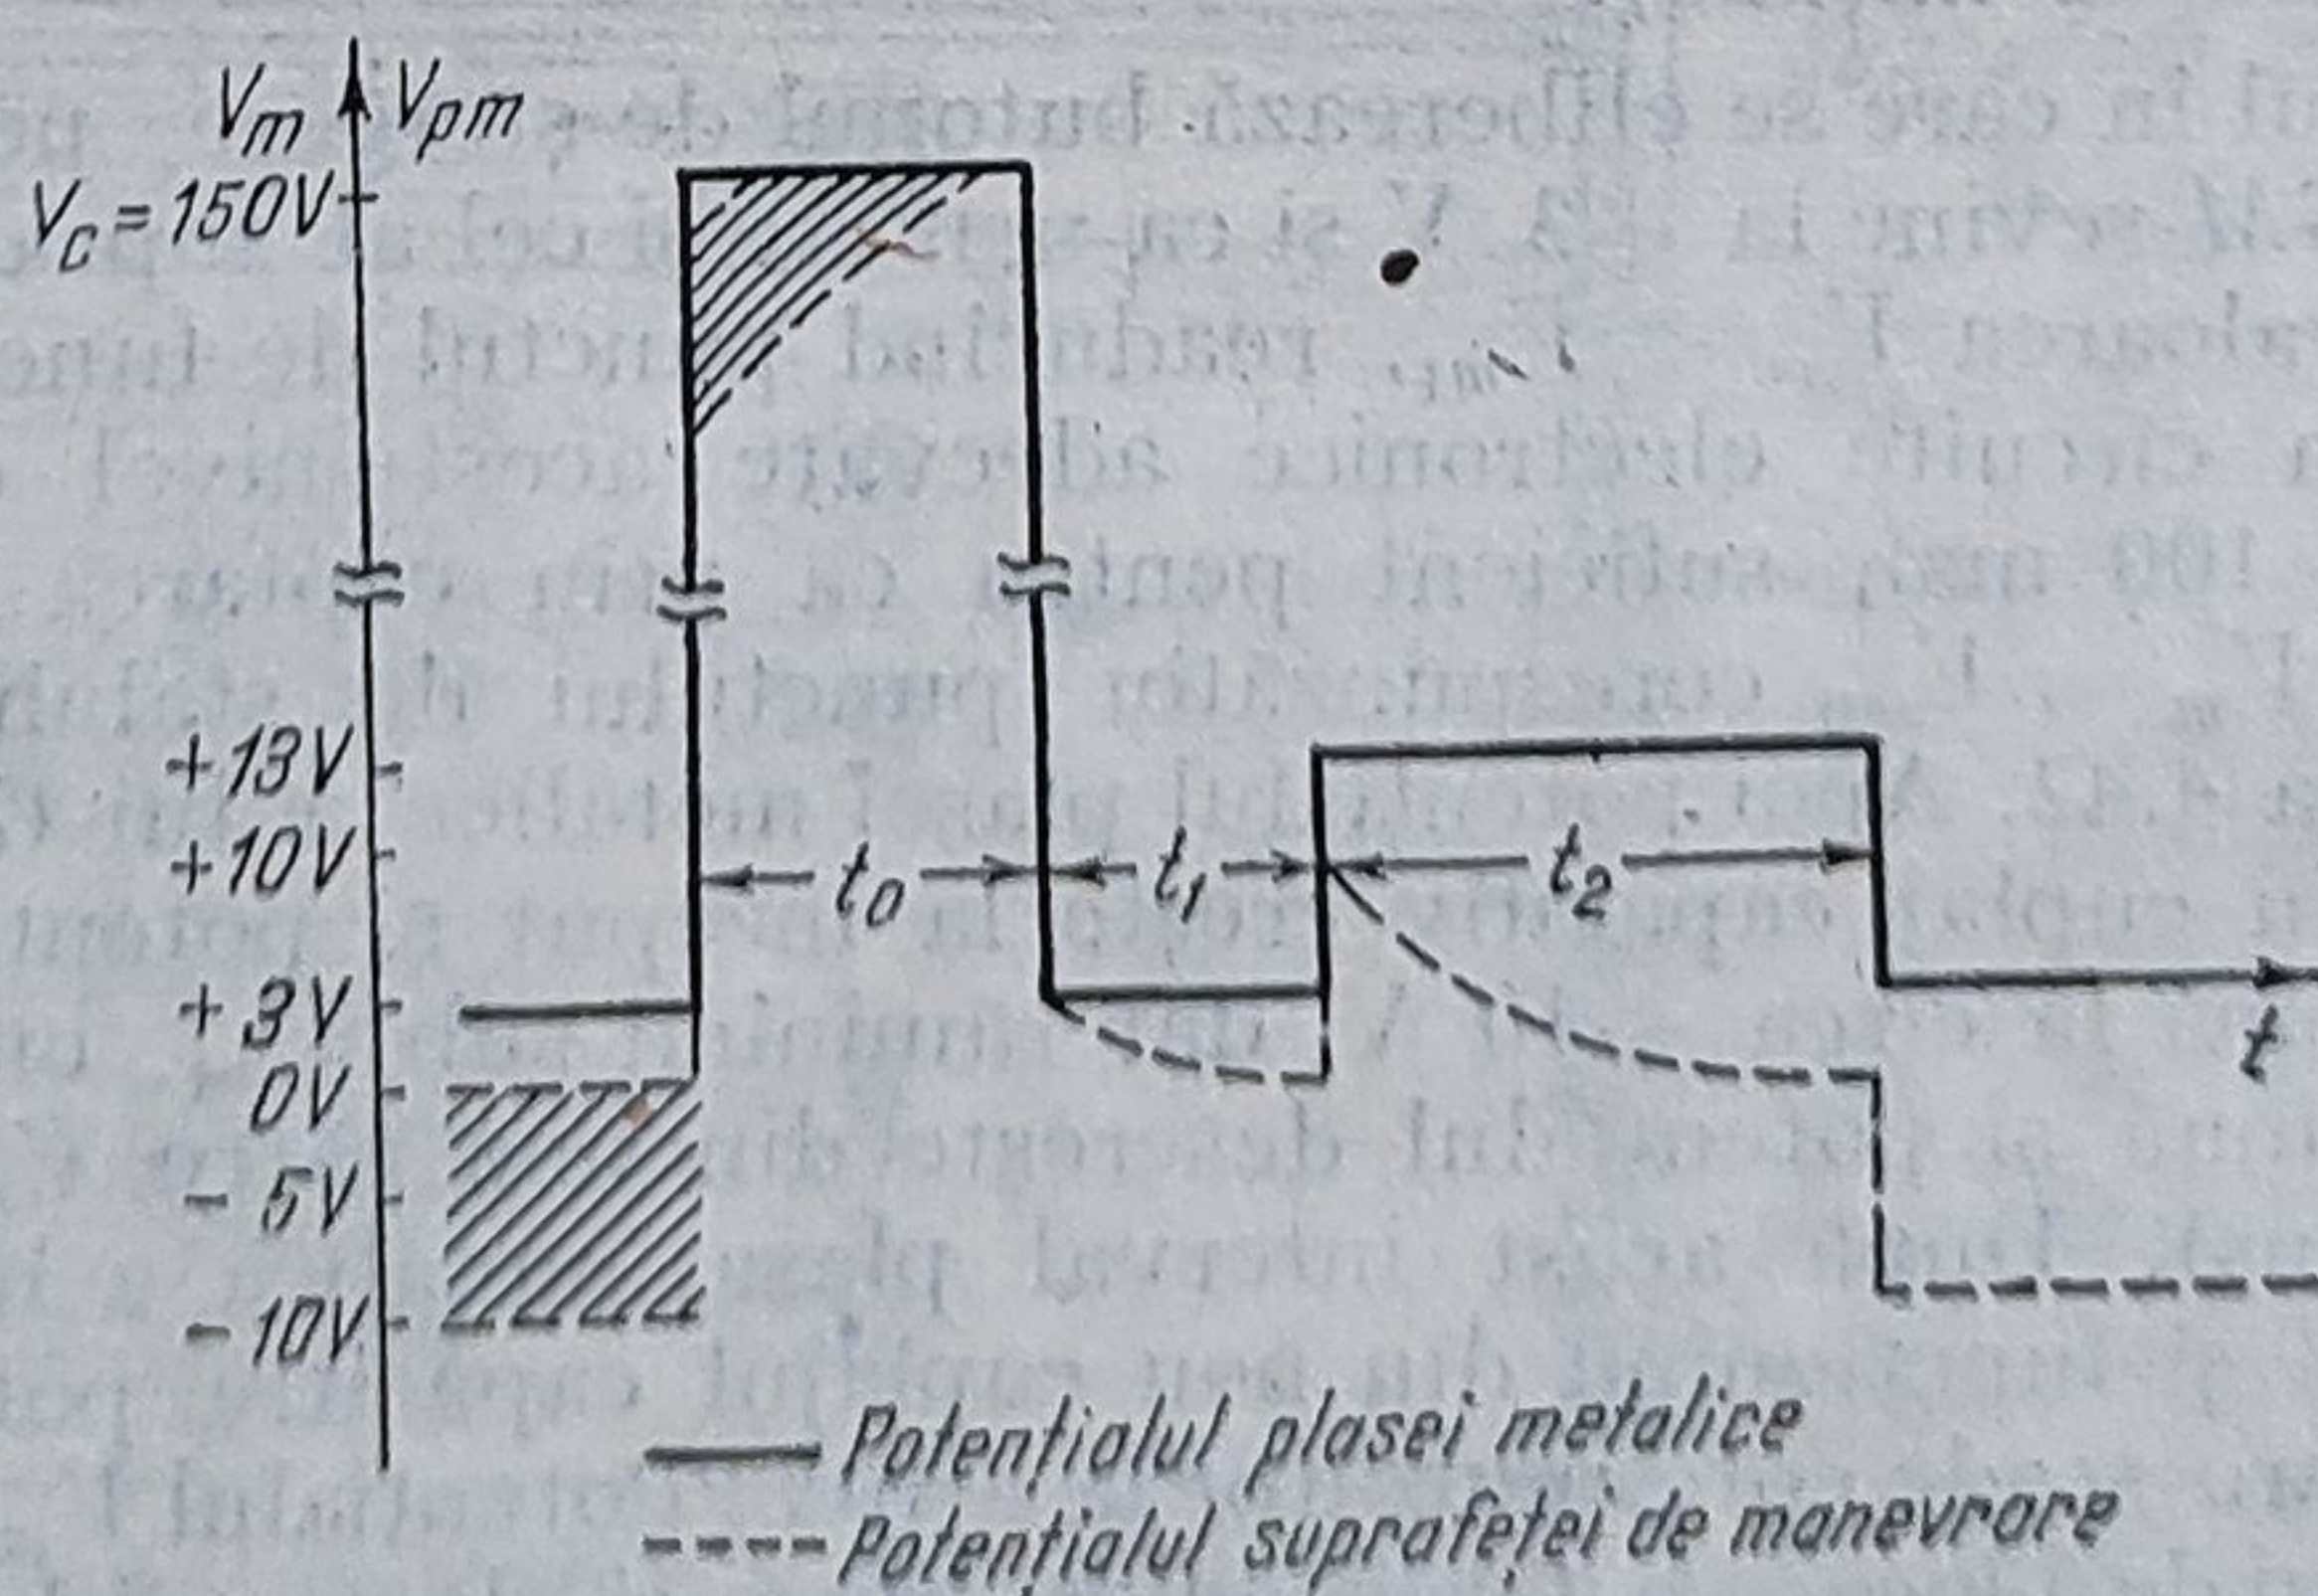 Vm Vpm
Vc = 150V
+13V
+10V
t0 t1 t2
+3V
0V
t
- 5V
- 10V
Potențialul plasei metalice
Potențialul suprafeței de manevrare